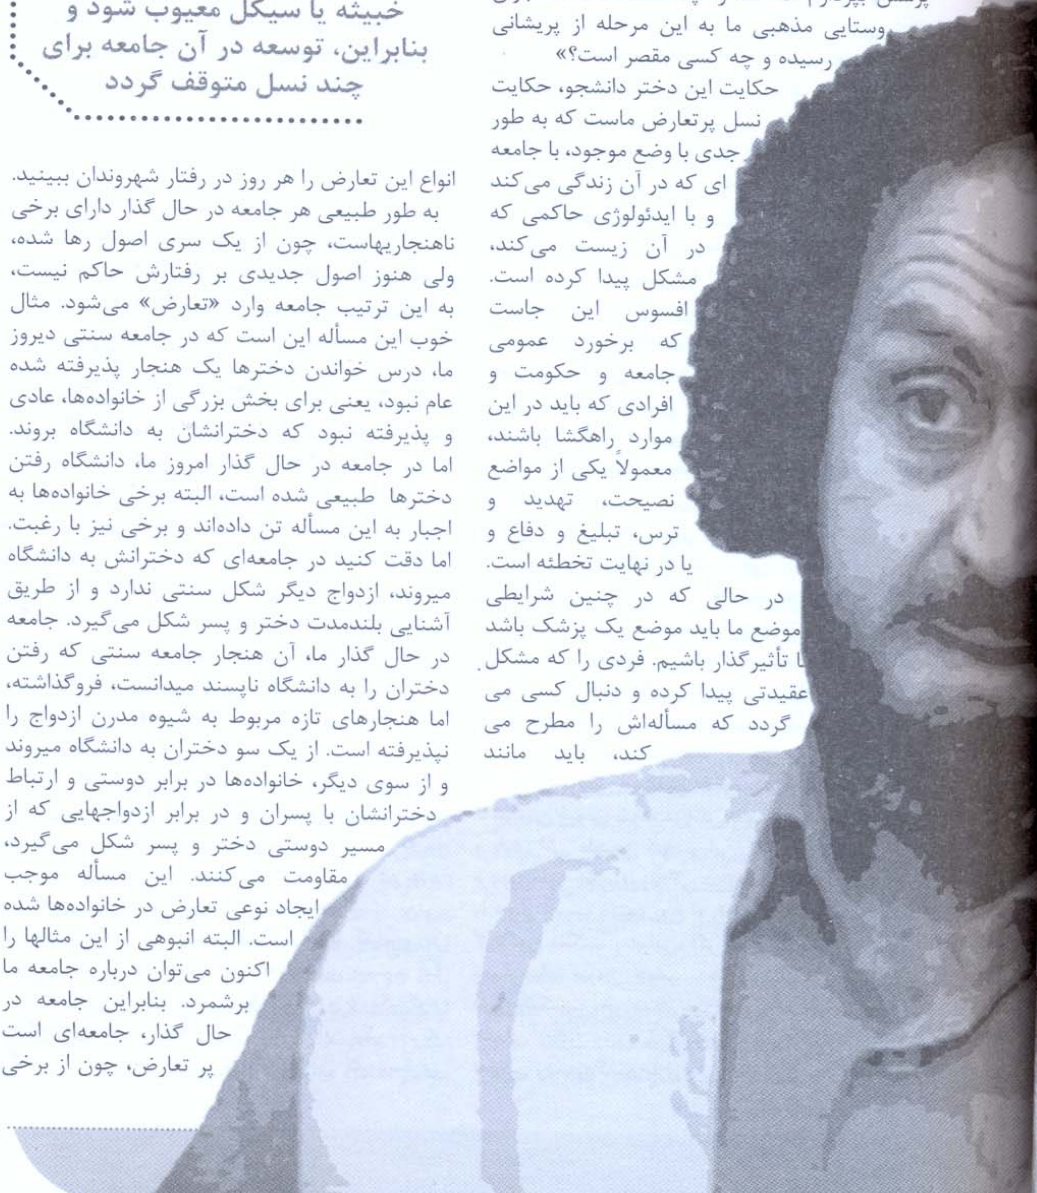 وستایی مذهبی ما به این مرحله از پریشانی
رسیده و چه کسی مقصر است؟»
حکایت این دختر دانشجو، حکایت
نسل پرتعارض ماست که به طور
جدی با وضع موجود، با جامعه
ای که در آن زندگی می‌کند
و با ایدئولوژی حاکمی که
در آن زیست می‌کند،
مشکل پیدا کرده است.
افسوس این جاست
که برخورد عمومی
جامعه و حکومت و
افرادی که باید در این
موارد راهگشا باشند،
معمولاً یکی از مواضع
نصیحت، تهدید و
ترس، تبلیغ و دفاع و
یا در نهایت تخطئه است.
در حالی که در چنین شرایطی
موضع ما باید موضع یک پزشک باشد
تا تأثیرگذار باشیم. فردی را که مشکل
عقیدتی پیدا کرده و دنبال کسی می
گردد که مسأله‌اش را مطرح می
کند، باید مانند
خبیثه یا سیکل معیوب شود و
بنابراین، توسعه در آن جامعه برای
چند نسل متوقف گردد
انواع این تعارض را هر روز در رفتار شهروندان ببینید.
به طور طبیعی هر جامعه در حال گذار دارای برخی
ناهنجاریهاست، چون از یک سری اصول رها شده،
ولی هنوز اصول جدیدی بر رفتارش حاکم نیست،
به این ترتیب جامعه وارد «تعارض» می‌شود. مثال
خوب این مسأله این است که در جامعه سنتی دیروز
ما، درس خواندن دخترها یک هنجار پذیرفته شده
عام نبود، یعنی برای بخش بزرگی از خانواده‌ها، عادی
و پذیرفته نبود که دخترانشان به دانشگاه بروند.
اما در جامعه در حال گذار امروز ما، دانشگاه رفتن
دخترها طبیعی شده است، البته برخی خانواده‌ها به
اجبار به این مسأله تن داده‌اند و برخی نیز با رغبت.
اما دقت کنید در جامعه‌ای که دخترانش به دانشگاه
میروند، ازدواج دیگر شکل سنتی ندارد و از طریق
آشنایی بلندمدت دختر و پسر شکل می‌گیرد. جامعه
در حال گذار ما، آن هنجار جامعه سنتی که رفتن
دختران را به دانشگاه ناپسند میدانست، فروگذاشته،
اما هنجارهای تازه مربوط به شیوه مدرن ازدواج را
نپذیرفته است. از یک سو دختران به دانشگاه میروند
و از سوی دیگر، خانواده‌ها در برابر دوستی و ارتباط
دخترانشان با پسران و در برابر ازدواجهایی که از
مسیر دوستی دختر و پسر شکل می‌گیرد،
مقاومت می‌کنند. این مسأله موجب
ایجاد نوعی تعارض در خانواده‌ها شده
است. البته انبوهی از این مثالها را
اکنون می‌توان درباره جامعه ما
برشمرد. بنابراین جامعه در
حال گذار، جامعه‌ای است
پر تعارض، چون از برخی